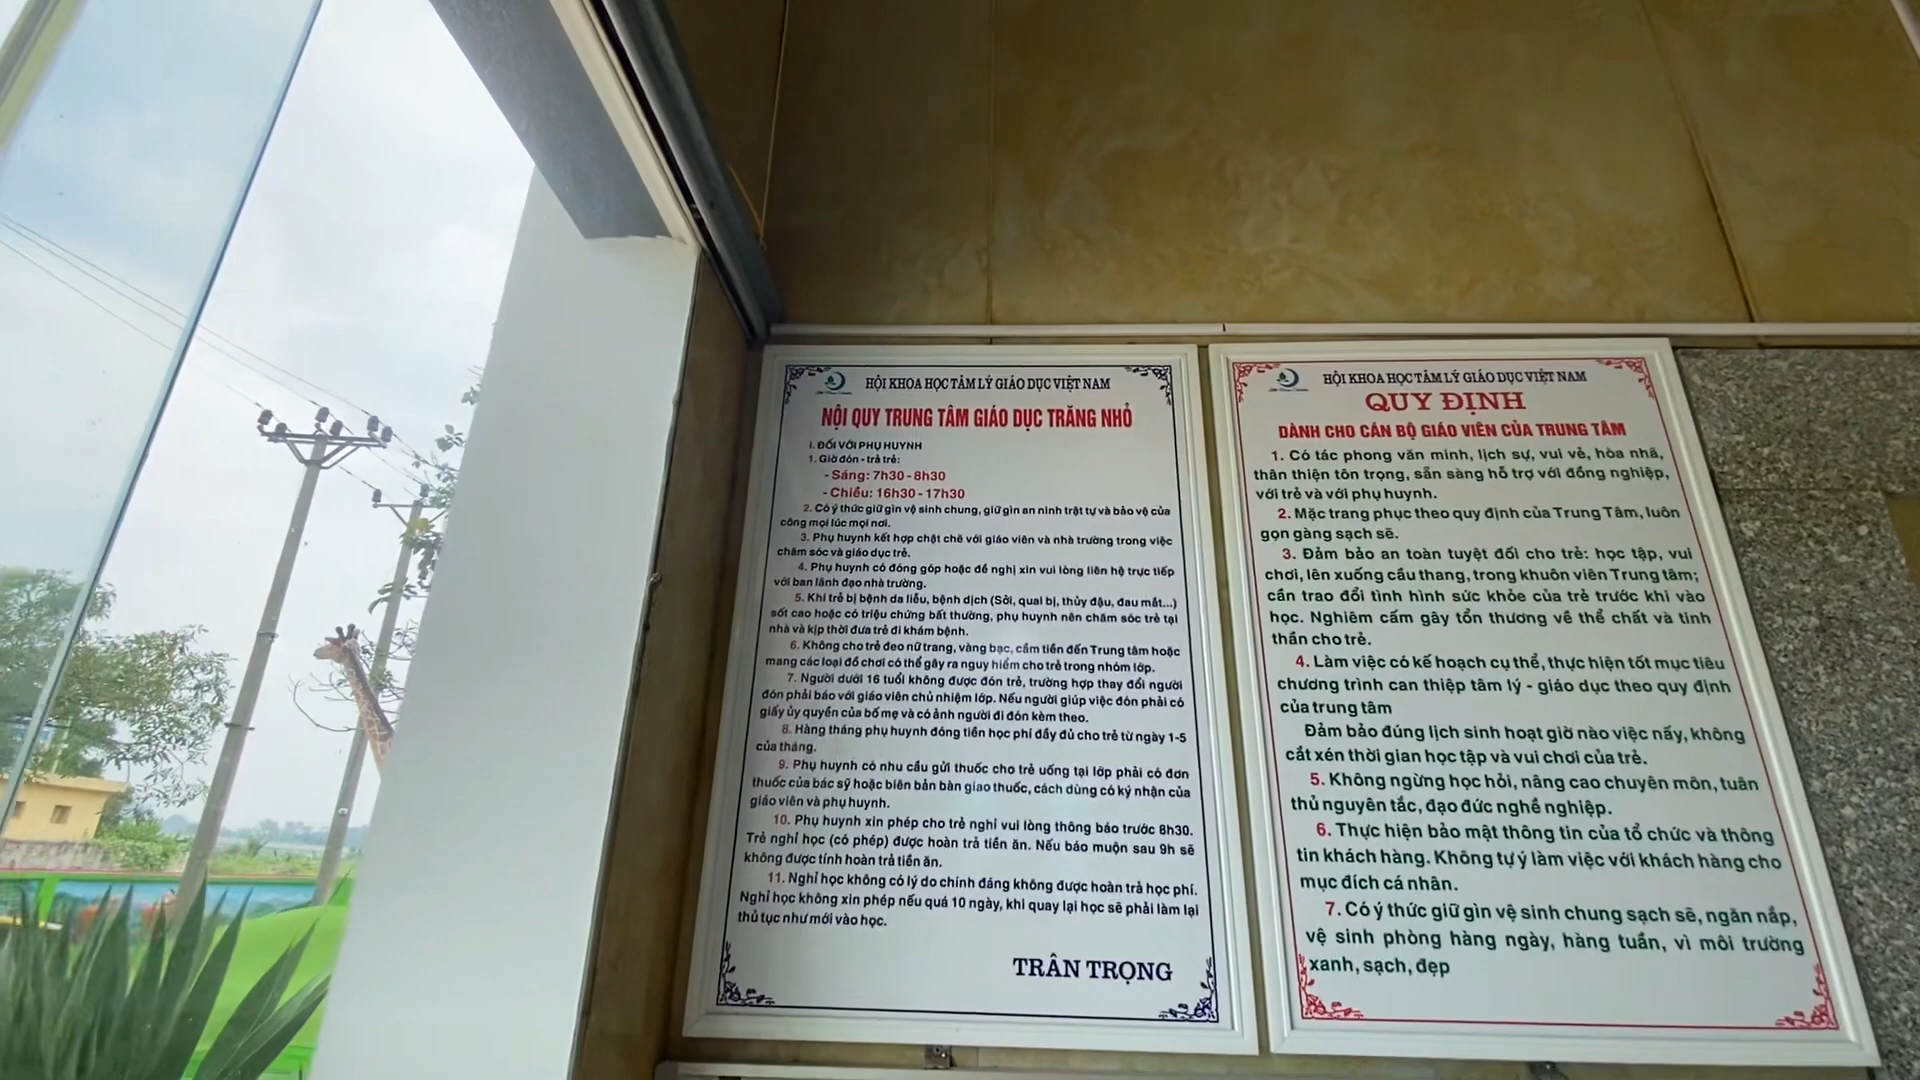 HỘI KHOA HỌC TÂM LÝ GIÁO DỤC VIỆT NAM
NỘI QUY TRUNG TÂM GIÁO DỤC TRĂNG NHỎ
I. ĐỐI VỚI PHỤ HUYNH
1. Giờ đón - trả trẻ:
- Sáng: 7h30 - 8h30
- Chiều: 16h30 - 17h30
2. Có ý thức giữ gìn vệ sinh chung, giữ gìn an ninh trật tự và bảo vệ của
công mọi lúc mọi nơi.
3. Phụ huynh kết hợp chặt chẽ với giáo viên và nhà trường trong việc
chăm sóc và giáo dục trẻ.
4. Phụ huynh có đóng góp hoặc đề nghị xin vui lòng liên hệ trực tiếp
với ban lãnh đạo nhà trường.
5. Khi trẻ bị bệnh da liễu, bệnh dịch (Sởi, quai bị, thủy đậu, đau mắt...)
sốt cao hoặc có triệu chứng bất thường, phụ huynh nên chăm sóc trẻ tại
nhà và kịp thời đưa trẻ đi khám bệnh.
6. Không cho trẻ đeo nữ trang, vàng bạc, cầm tiền đến Trung tâm hoặc
mang các loại đồ chơi có thể gây ra nguy hiểm cho trẻ trong nhóm lớp.
7. Người dưới 16 tuổi không được đón trẻ, trường hợp thay đổi người
đón phải báo với giáo viên chủ nhiệm lớp. Nếu người giúp việc đón phải có
giấy ủy quyền của bố mẹ và có ảnh người đi đón kèm theo.
8. Hàng tháng phụ huynh đóng tiền học phí đầy đủ cho trẻ từ ngày 1-5
của tháng.
9. Phụ huynh có nhu cầu gửi thuốc cho trẻ uống tại lớp phải có đơn
thuốc của bác sỹ hoặc biên bản bàn giao thuốc, cách dùng có ký nhận của
giáo viên và phụ huynh.
10. Phụ huynh xin phép cho trẻ nghỉ vui lòng thông báo trước 8h30.
Trẻ nghỉ học (có phép) được hoàn trả tiền ăn. Nếu báo muộn sau 9h sẽ
không được tính hoàn trả tiền ăn.
11. Nghỉ học không có lý do chính đáng không được hoàn trả học phí.
Nghỉ học không xin phép nếu quá 10 ngày, khi quay lại học sẽ phải làm lại
thủ tục như mới vào học.
TRÂN TRỌNG
HỘI KHOA HỌC TÂM LÝ GIÁO DỤC VIỆT NAM
QUY ĐỊNH
DÀNH CHO CÁN BỘ GIÁO VIÊN CỦA TRUNG TÂM
1. Có tác phong văn minh, lịch sự, vui vẻ, hòa nhã,
thân thiện tôn trọng, sẵn sàng hỗ trợ với đồng nghiệp,
với trẻ và với phụ huynh.
2. Mặc trang phục theo quy định của Trung Tâm, luôn
gọn gàng sạch sẽ.
3. Đảm bảo an toàn tuyệt đối cho trẻ: học tập, vui
chơi, lên xuống cầu thang, trong khuôn viên Trung tâm;
cần trao đổi tình hình sức khỏe của trẻ trước khi vào
học. Nghiêm cấm gây tổn thương về thể chất và tinh
thần cho trẻ.
4. Làm việc có kế hoạch cụ thể, thực hiện tốt mục tiêu
chương trình can thiệp tâm lý - giáo dục theo quy định
của trung tâm
Đảm bảo đúng lịch sinh hoạt giờ nào việc nấy, không
cắt xén thời gian học tập và vui chơi của trẻ.
5. Không ngừng học hỏi, nâng cao chuyên môn, tuân
thủ nguyên tắc, đạo đức nghề nghiệp.
6. Thực hiện bảo mật thông tin của tổ chức và thông
tin khách hàng. Không tự ý làm việc với khách hàng cho
mục đích cá nhân.
7. Có ý thức giữ gìn vệ sinh chung sạch sẽ, ngăn nắp,
vệ sinh phòng hàng ngày, hàng tuần, vì môi trường
xanh, sạch, đẹp